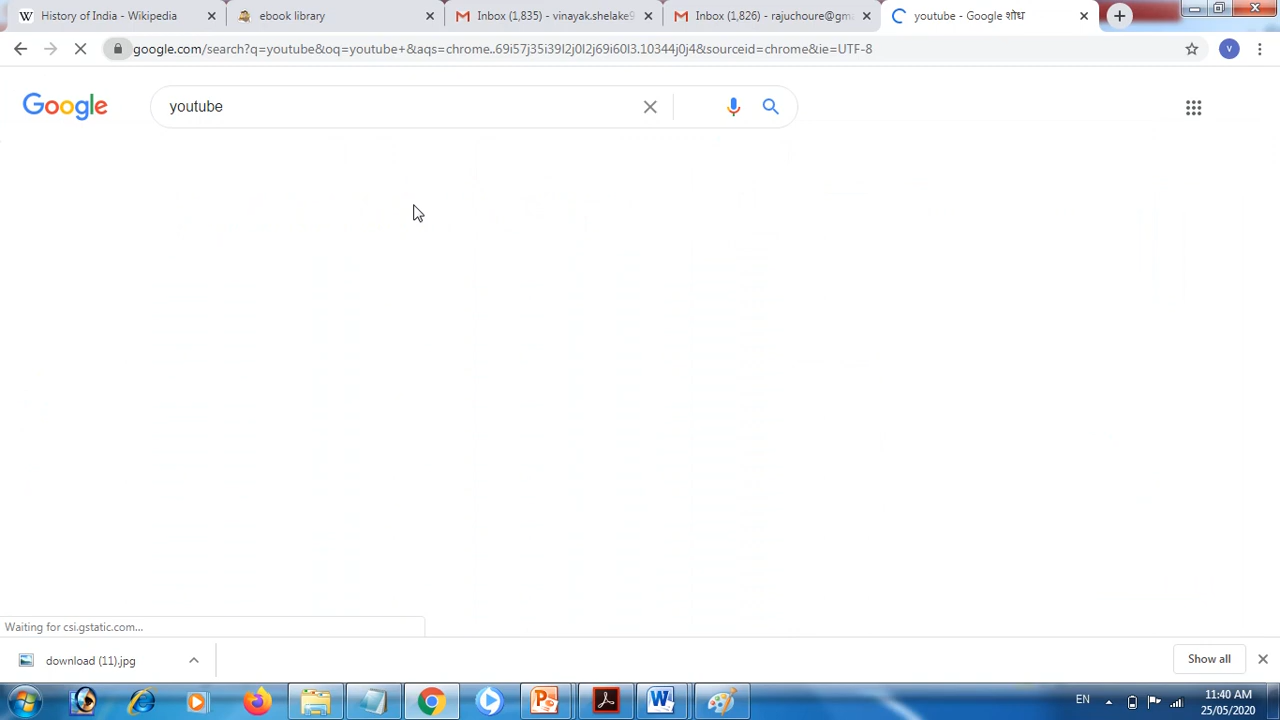 History of India - Wikipedia
ebook library
Inbox (1,835) - vinayak.shelake9
Inbox (1,826) - rajuchoure@gma
youtube - Google शोध
google.com/search?q=youtube&oq=youtube+&aqs=chrome..69i57j35i39l2j0l2j69i60l3.10344j0j4&sourceid=chrome&ie=UTF-8
V
Google
youtube
Waiting for csi.gstatic.com...
download (11).jpg
Show all
EN
11:40 AM
25/05/2020